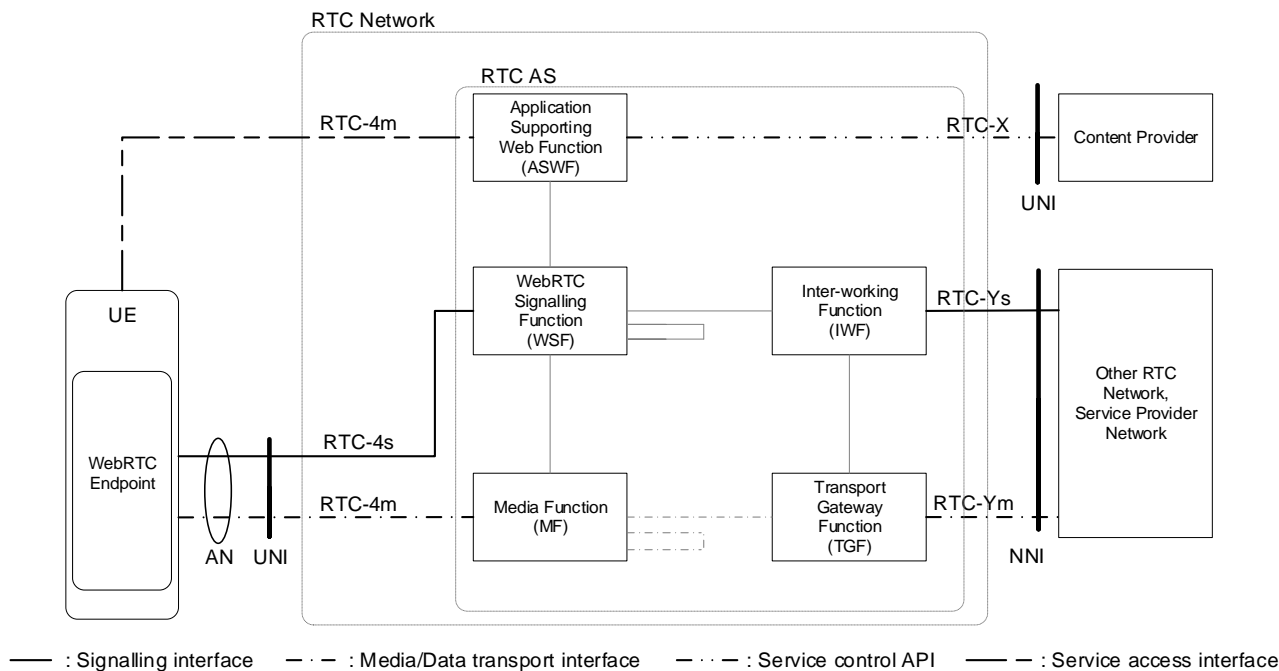 RTC Network
RTC AS
RTC-4m
Application
Supporting
Web Function
(ASWF)
RTC-X
Content Provider
UNI
UE
WebRTC
Signalling
Function
(WSF)
Inter-working
Function
(IWF)
RTC-Ys
Other RTC
Network,
Service Provider
Network
WebRTC
Endpoint
RTC-4s
RTC-4m
Media Function
(MF)
Transport
Gateway
Function
(TGF)
RTC-Ym
AN
UNI
NNI
: Signalling interface
: Media/Data transport interface
: Service control API
: Service access interface